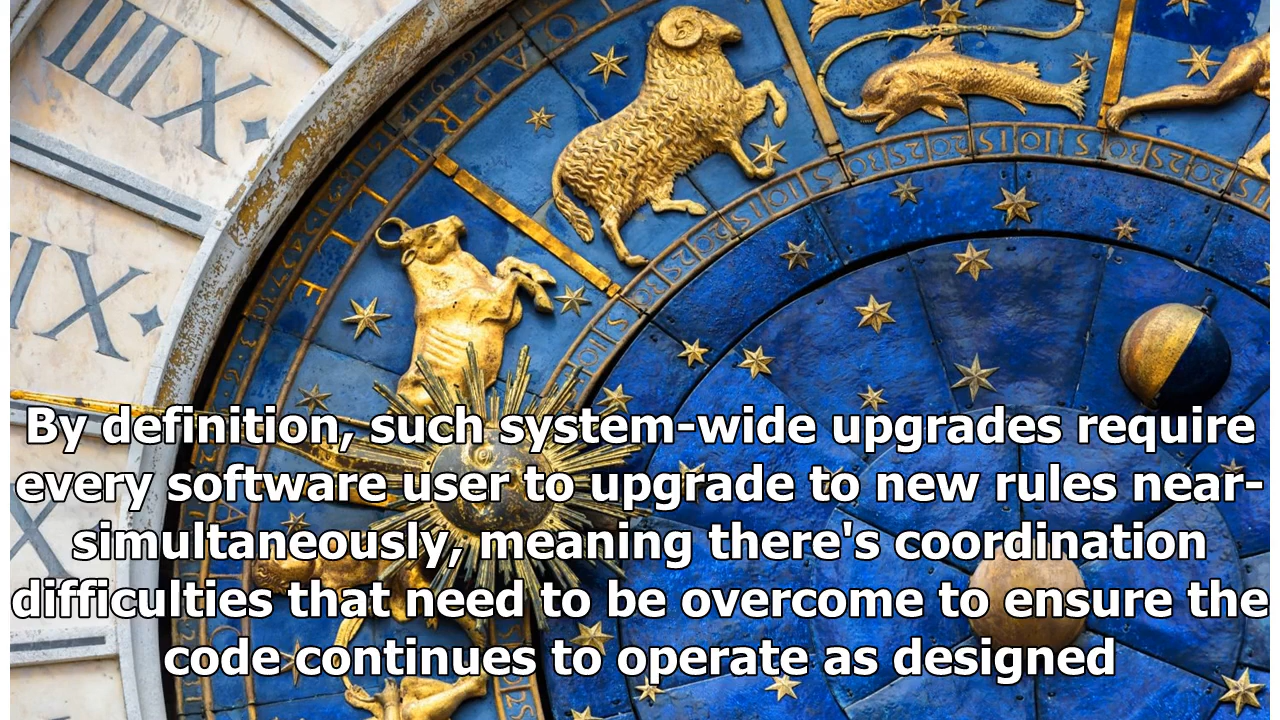 By definition, such system-wide upgrades require
every software user to upgrade to new rules near-
simultaneously, meaning there's coordination
difficulties that need to be overcome to ensure the
code continues to operate as designed